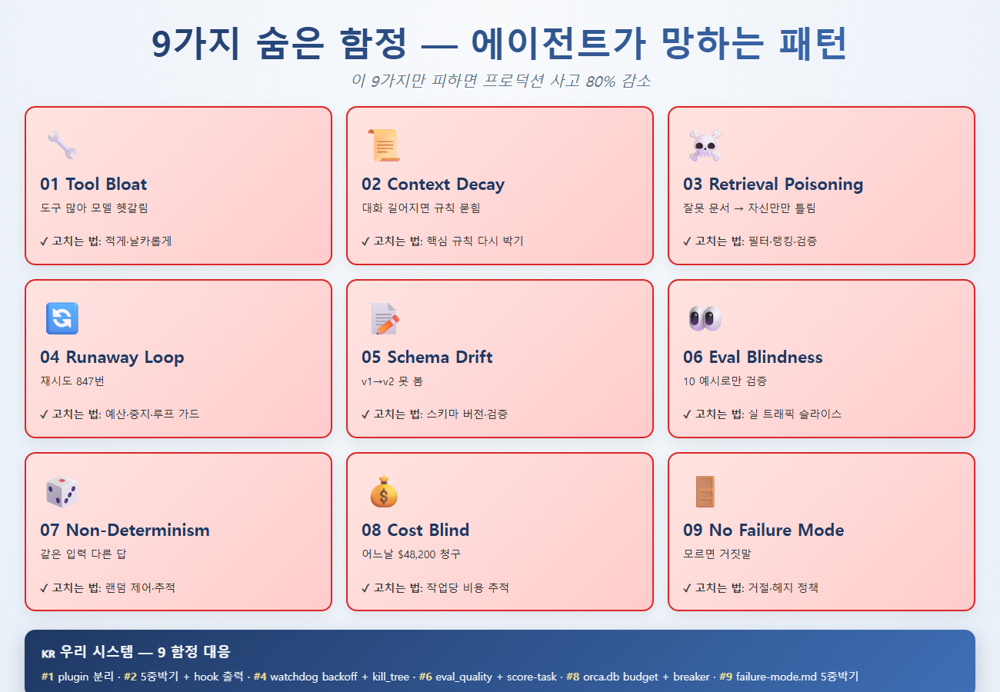 9가지 숨은 함정 — 에이전트가 망하는 패턴
이 9가지만 피하면 프로덕션 사고 80% 감소
01 Tool Bloat
도구 많아 모델 헷갈림
✓ 고치는 법: 적게·날카롭게
02 Context Decay
대화 길어지면 규칙 묻힘
✓ 고치는 법: 핵심 규칙 다시 박기
03 Retrieval Poisoning
잘못 문서 → 자신만만 틀림
✓ 고치는 법: 필터·랭킹·검증
04 Runaway Loop
재시도 847번
✓ 고치는 법: 예산·중지·루프 가드
05 Schema Drift
v1→v2 못 봄
✓ 고치는 법: 스키마 버전·검증
06 Eval Blindness
10 예시로만 검증
✓ 고치는 법: 실 트래픽 슬라이스
07 Non-Determinism
같은 입력 다른 답
✓ 고치는 법: 랜덤 제어·추적
08 Cost Blind
어느날 $48,200 청구
✓ 고치는 법: 작업당 비용 추적
09 No Failure Mode
모르면 거짓말
✓ 고치는 법: 거절·헤지 정책
KR 우리 시스템 — 9 함정 대응
#1 plugin 분리 · #2 5중박기 + hook 출력 · #4 watchdog backoff + kill_tree · #6 eval_quality + score-task · #8 orca.db budget + breaker · #9 failure-mode.md 5중박기